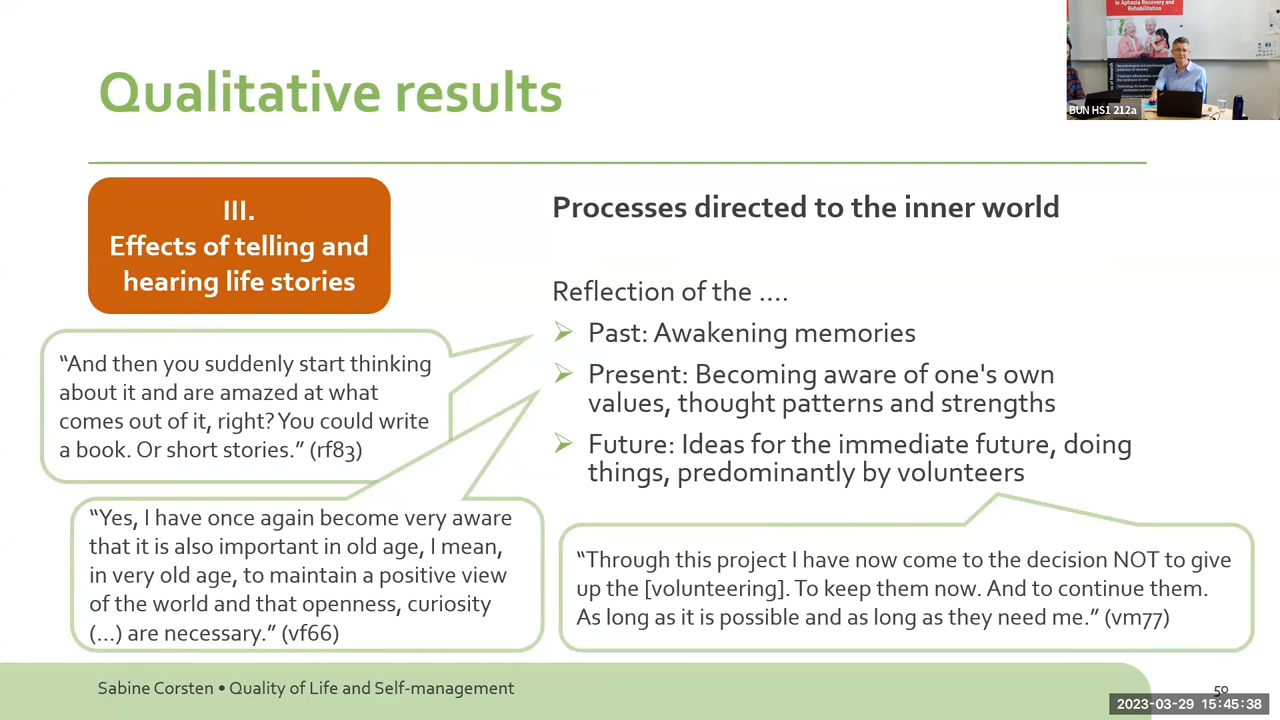 Qualitative results
in Aphasia Recovery and
Rehabilitation
BUN HS1 212a
III.
Effects of telling and
hearing life stories
Processes directed to the inner world
Reflection of the ....
Past: Awakening memories
Present: Becoming aware of one's own
values, thought patterns and strengths
Future: Ideas for the immediate future, doing
things, predominantly by volunteers
“And then you suddenly start thinking
about it and are amazed at what
comes out of it, right? You could write
a book. Or short stories.” (rf83)
“Yes, I have once again become very aware
that it is also important in old age, I mean,
in very old age, to maintain a positive view
of the world and that openness, curiosity
(...) are necessary.” (vf66)
“Through this project I have now come to the decision NOT to give
up the [volunteering]. To keep them now. And to continue them.
As long as it is possible and as long as they need me.” (vm77)
Sabine Corsten • Quality of Life and Self-management
50
2023-03-29 15:45:38